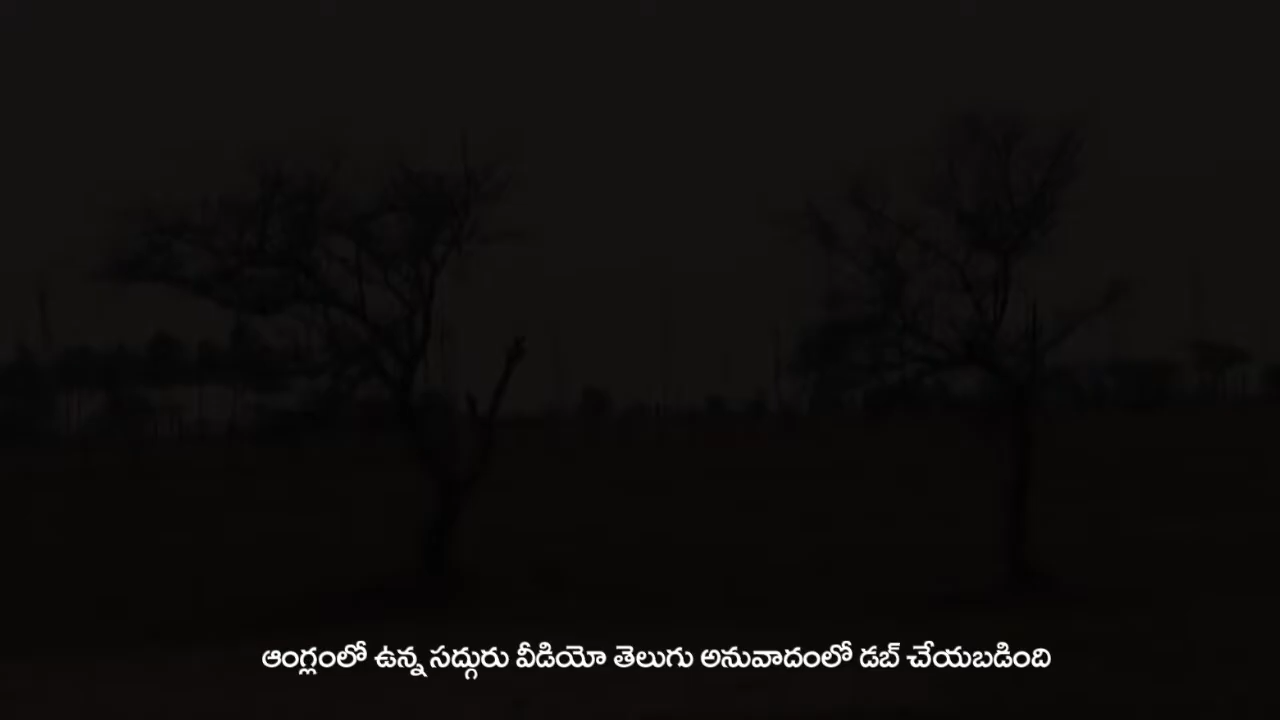 ఆంగ్లంలో ఉన్న సద్గురు వీడియో తెలుగు అనువాదంలో డబ్ చేయబడింది